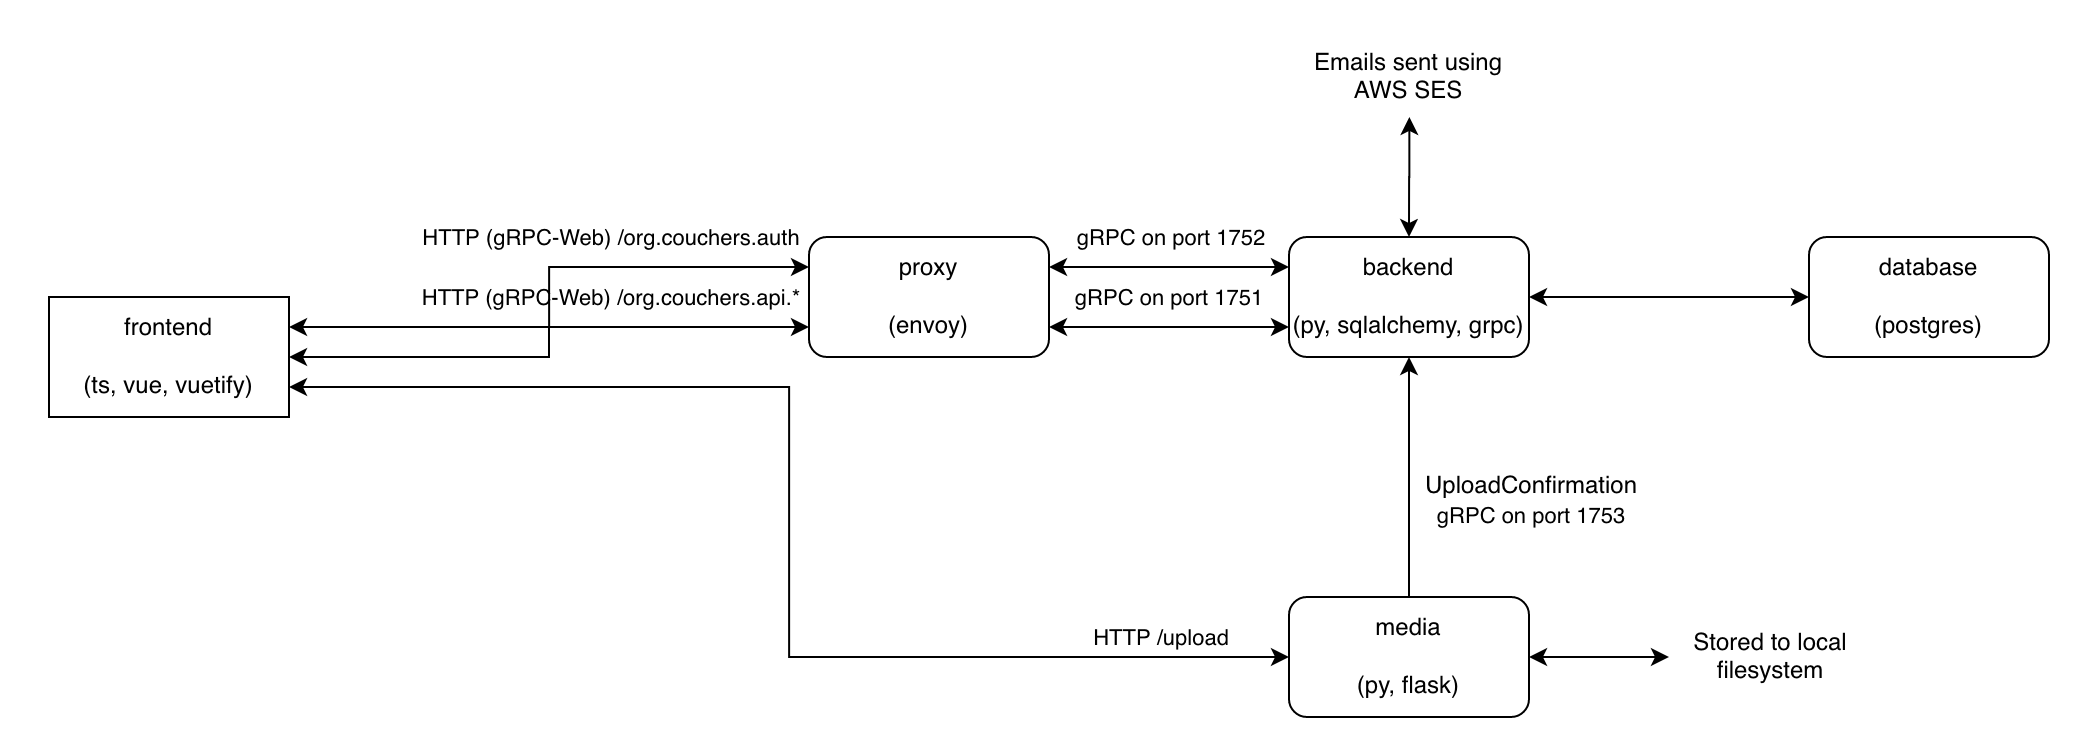 Emails sent using
AWS SES
HTTP (gRPC-Web) /org.couchers.auth
gRPC on port 1752
proxy
backend
database
HTTP (gRPC-Web) /org.couchers.api.*
gRPC on port 1751
frontend
(envoy)
(py, sqlalchemy, grpc)
(postgres)
(ts, vue, vuetify)
UploadConfirmation
gRPC on port 1753
HTTP /upload
media
(py, flask)
Stored to local
filesystem